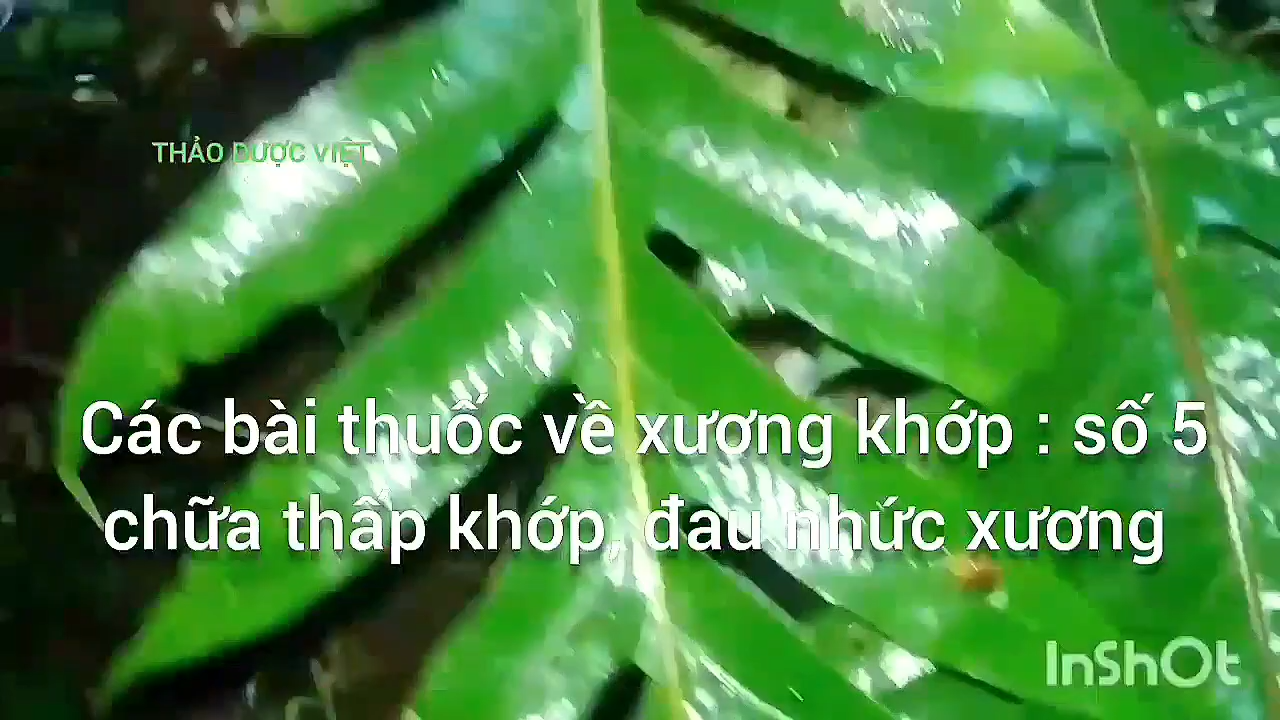 THẢO DƯỢC VIỆT
Các bài thuốc về xương khớp : số 5
chữa thấp khớp, đau nhức xương
InShOt